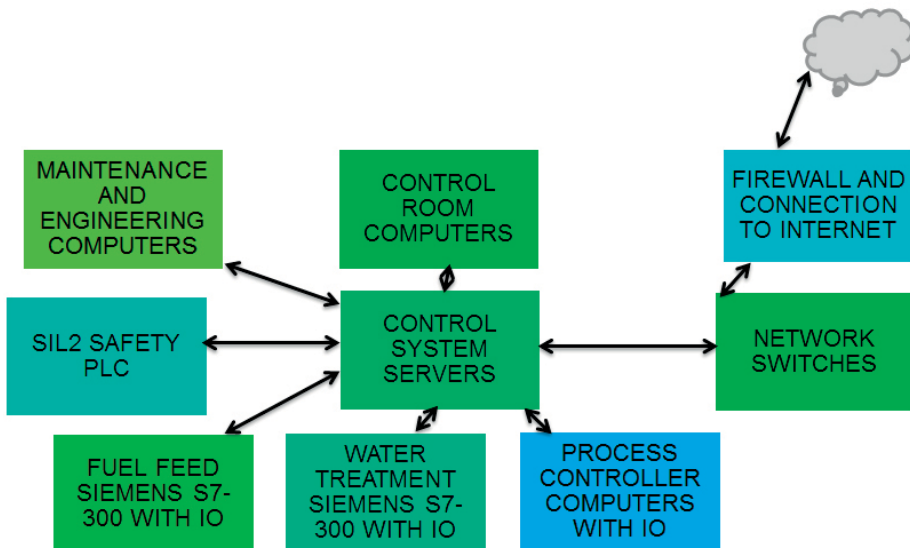 MAINTENANCE
AND
ENGINEERING
COMPUTERS
CONTROL
ROOM
COMPUTERS
FIREWALL AND
CONNECTION
TO INTERNET
SIL2 SAFETY
PLC
CONTROL
SYSTEM
SERVERS
NETWORK
SWITCHES
FUEL FEED
SIEMENS S7-
300 WITH IO
WATER
TREATMENT
SIEMENS S7-
300 WITH IO
PROCESS
CONTROLLER
COMPUTERS
WITH IO